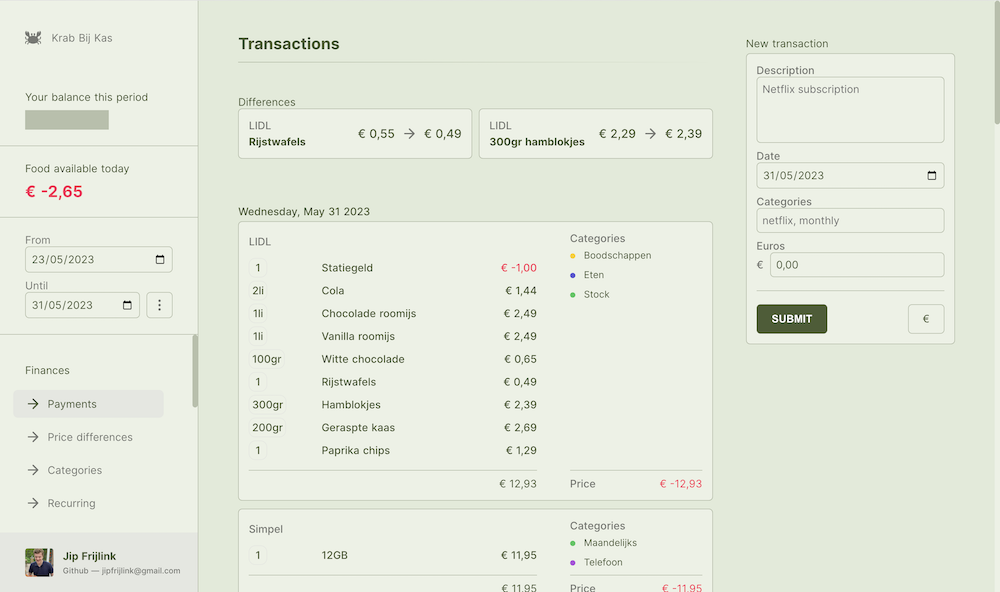 Krab Bij Kas
Your balance this period
Food available today
€ -2,65
From
23/05/2023
Until
31/05/2023
Finances
Payments
Price differences
Categories
Recurring
Jip Frijlink
Github — jipfrijlink@gmail.com
Transactions
Differences
LIDL
Rijstwafels
€ 0,55 → € 0,49
LIDL
300gr hamblokjes
€ 2,29 → € 2,39
Wednesday, May 31 2023
LIDL
1 Statiegeld € -1,00
2li Cola € 1,44
1li Chocolade roomijs € 2,49
1li Vanilla roomijs € 2,49
100gr Witte chocolade € 0,65
1 Rijstwafels € 0,49
300gr Hamblokjes € 2,39
200gr Geraspte kaas € 2,69
1 Paprika chips € 1,29
€ 12,93
Categories
Boodschappen
Eten
Stock
Price € -12,93
Simpel
1 12GB € 11,95
€ 11,95
Categories
Maandelijks
Telefoon
Price € -11,95
New transaction
Description
Netflix subscription
Date
31/05/2023
Categories
netflix, monthly
Euros
€ 0,00
SUBMIT
€